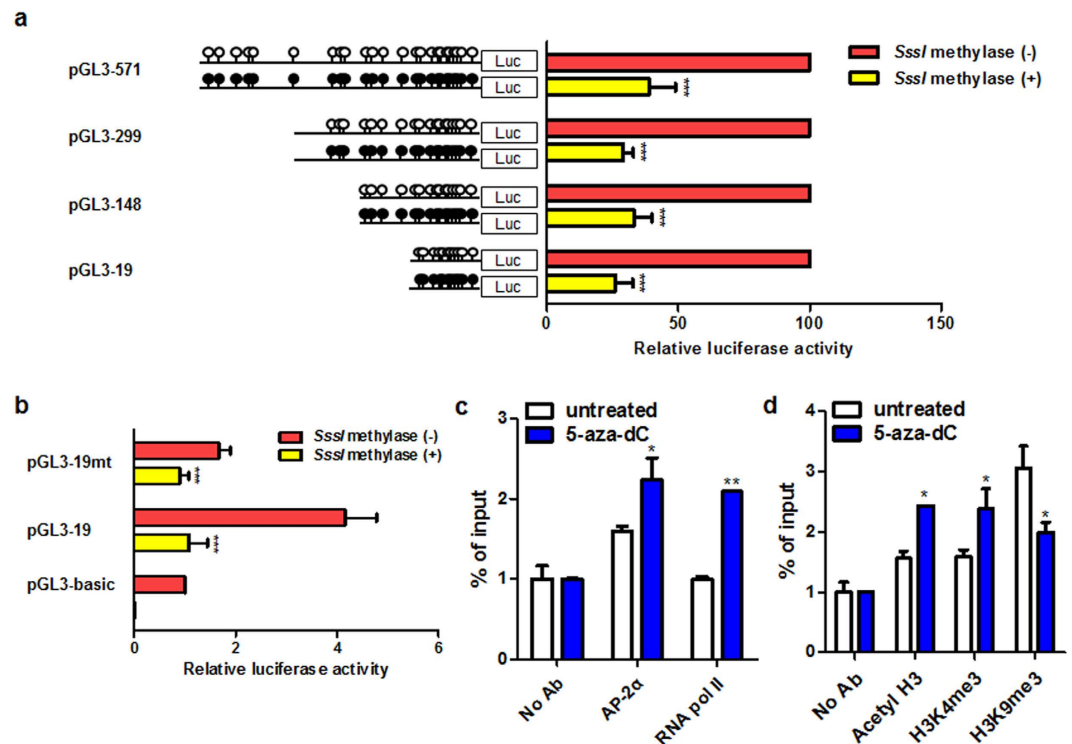 a
pGL3-571
Luc
Luc
SssI methylase (-)
SssI methylase (+)
***
pGL3-299
Luc
Luc
***
pGL3-148
Luc
Luc
***
pGL3-19
Luc
Luc
***
0 50 100 150
Relative luciferase activity
b
SssI methylase (-)
SssI methylase (+)
pGL3-19mt
***
pGL3-19
***
pGL3-basic
0 2 4 6
Relative luciferase activity
c
untreated
5-aza-dC
% of input
3
2
1
0
*
**
No Ab
AP-2α
RNA pol II
d
untreated
5-aza-dC
% of input
4
3
2
1
0
*
*
*
No Ab
Acetyl H3
H3K4me3
H3K9me3